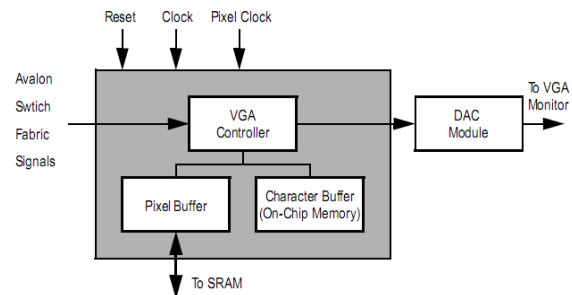 Reset
Clock
Pixel Clock
Avalon
Swtich
Fabric
Signals
VGA
Controller
DAC
Module
To VGA
Monitor
Pixel Buffer
Character Buffer
(On-Chip Memory)
To SRAM